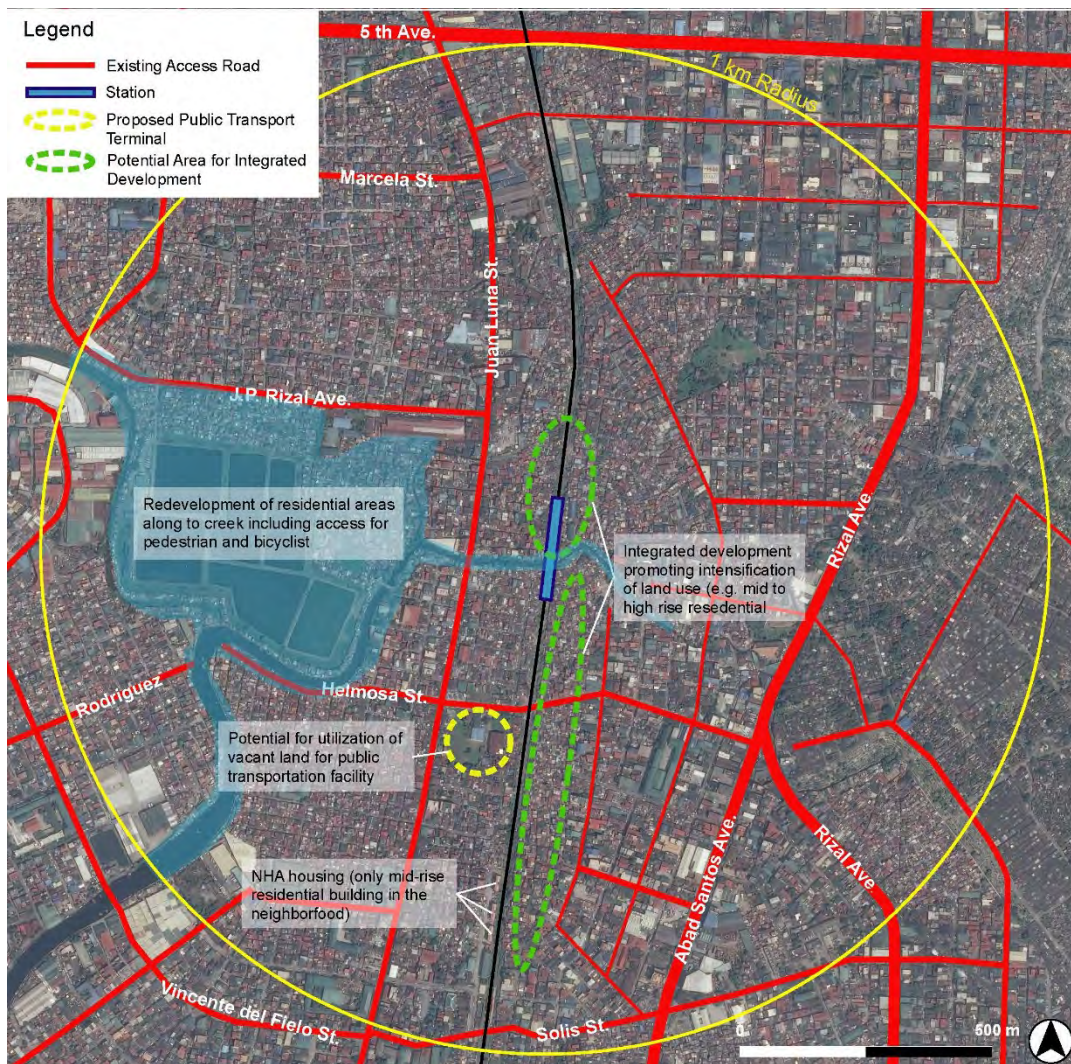 Legend
Existing Access Road
Station
Proposed Public Transport
Terminal
Potential Area for Integrated
Development
5 th Ave.
1 km Radius
Marcela St.
Juan Luna St.
J.P. Rizal Ave.
Redevelopment of residential areas
along to creek including access for
pedestrian and bicyclist
Integrated development
promoting intensification
of land use (e.g. mid to
high rise resedential
Rizal Ave.
Rodriguez
Helmosa St.
Potential for utilization of
vacant land for public
transportation facility
NHA housing (only mid-rise
residential building in the
neighborfood)
Abad Santos Ave.
Rizal Ave.
Vincente del Fielo St.
Solis St.
0
500 m